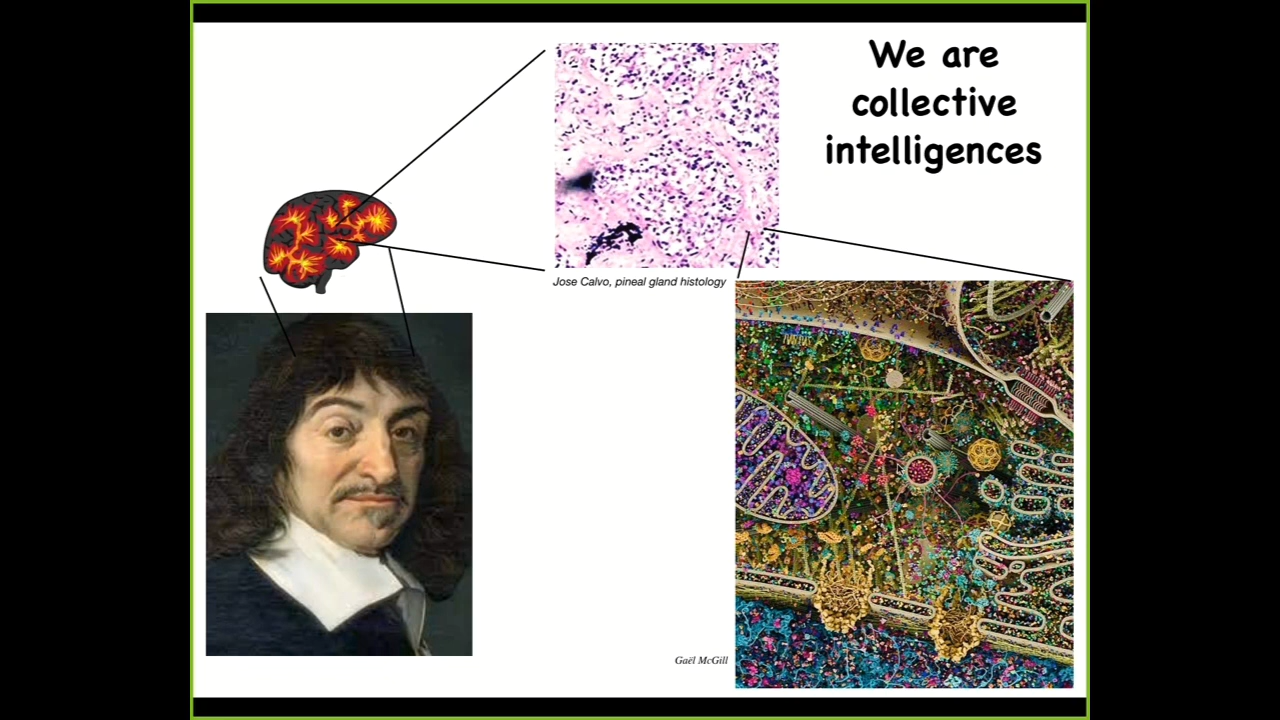 We are
collective
intelligences
Jose Calvo, pineal gland histology
Gaël McGill